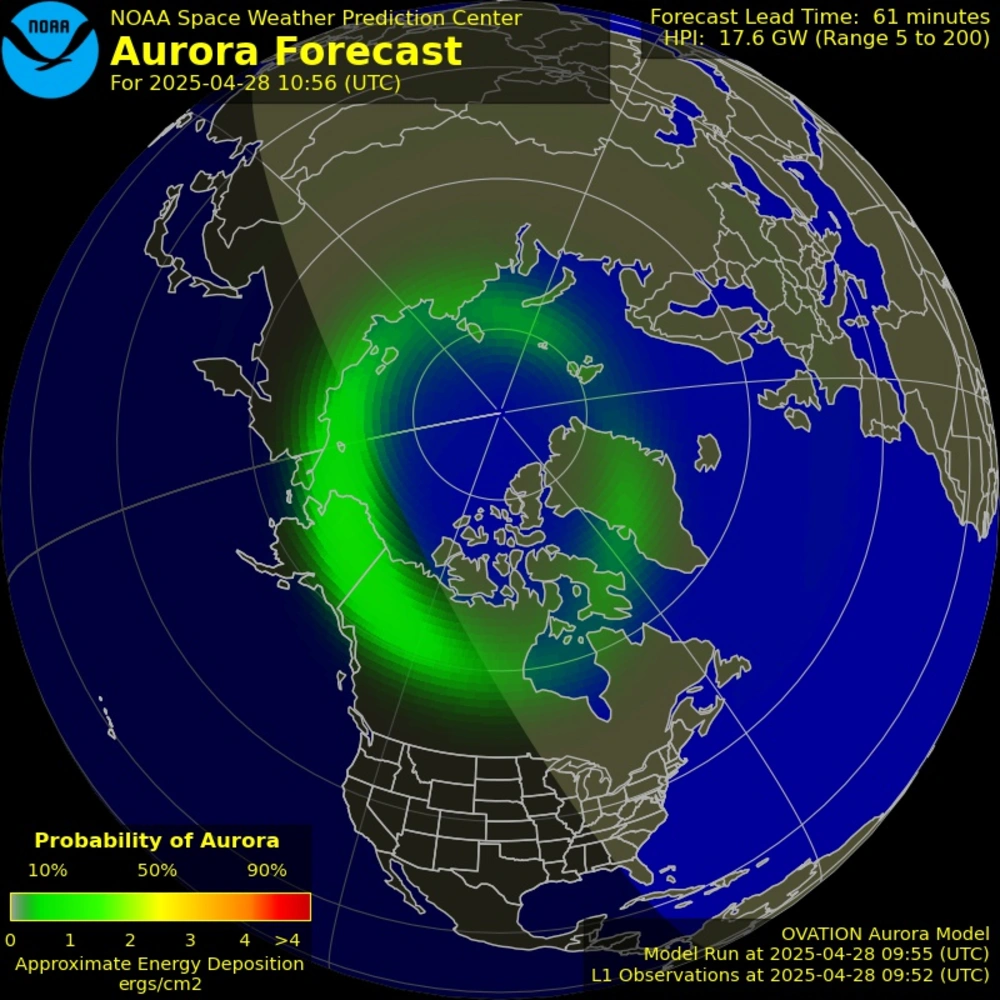 NOAA
NOAA Space Weather Prediction Center
Aurora Forecast
For 2025-04-28 10:56 (UTC)
Forecast Lead Time: 61 minutes
HPI: 17.6 GW (Range 5 to 200)
Probability of Aurora
10% 50% 90%
0 1 2 3 4 >4
Approximate Energy Deposition
ergs/cm2
OVATION Aurora Model
Model Run at 2025-04-28 09:55 (UTC)
L1 Observations at 2025-04-28 09:52 (UTC)